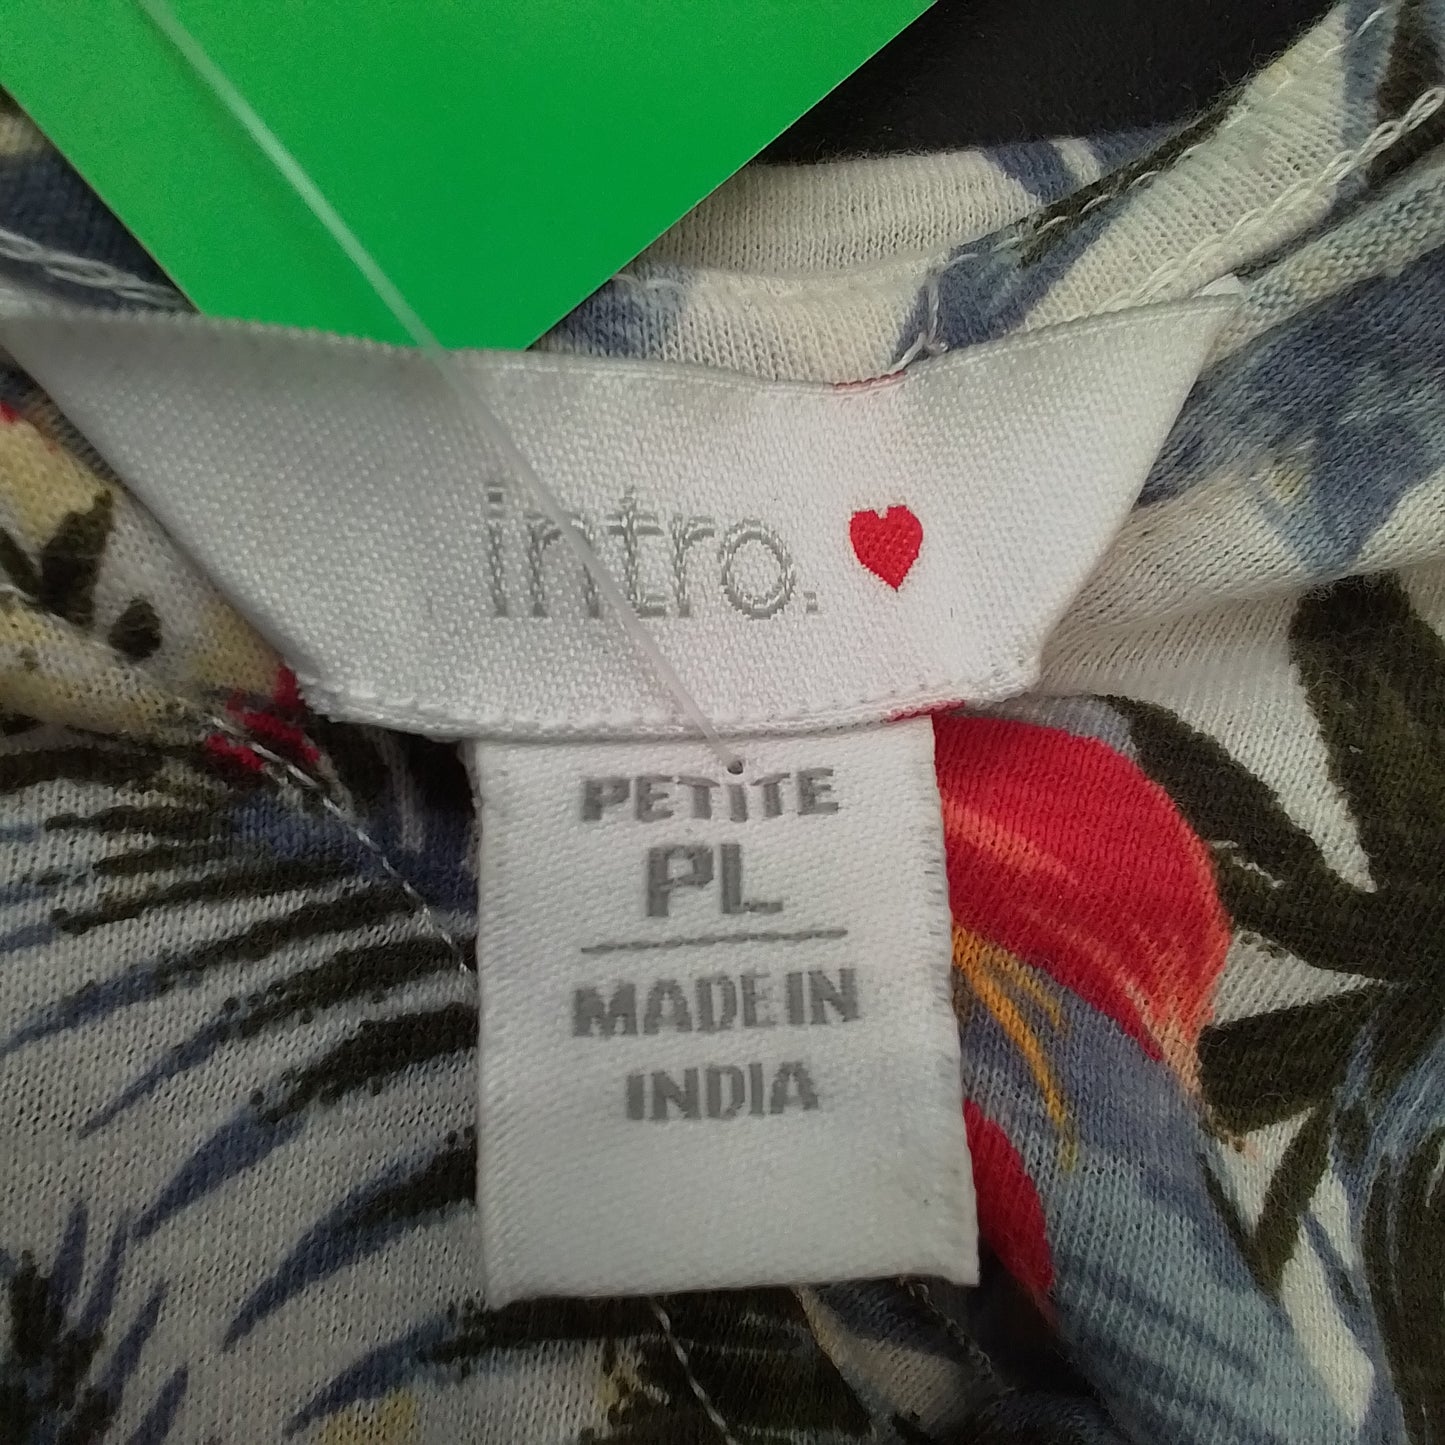 intro.
PETITE
PL
MADE IN
INDIA